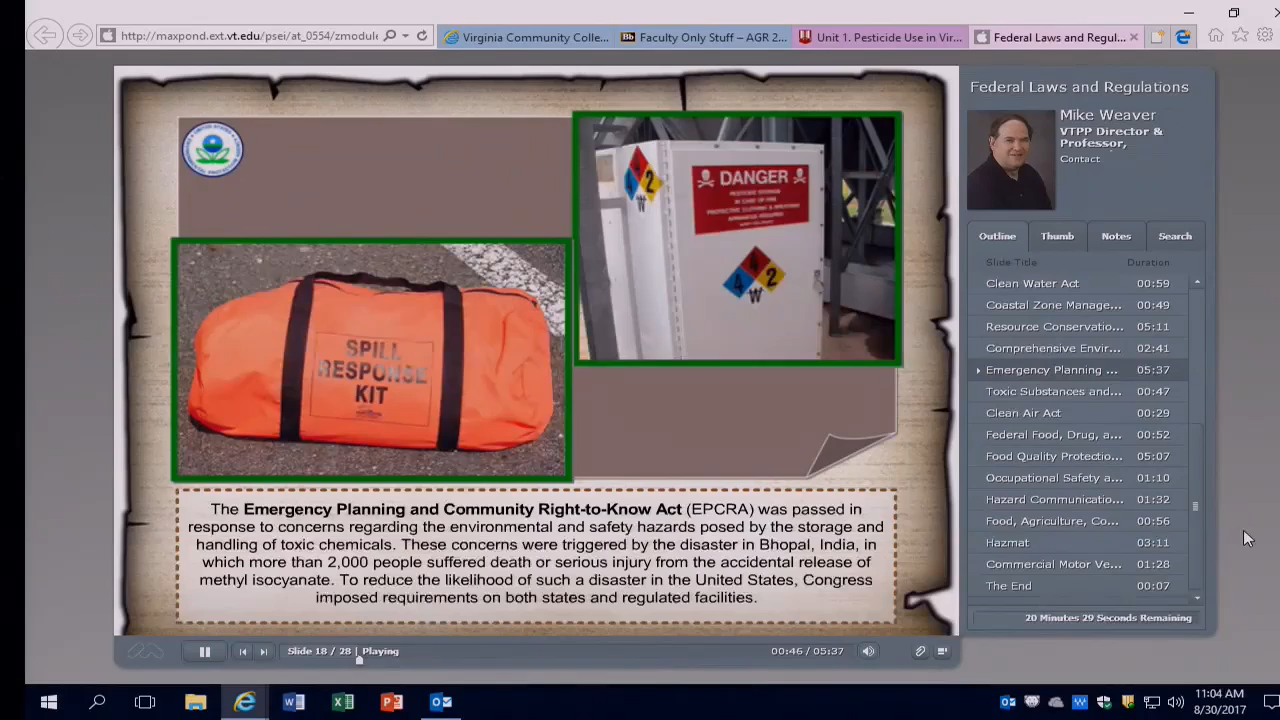 http://maxpond.ext.vt.edu/psei/at_0554/zmodule
Virginia Community Colle...
Bb Faculty Only Stuff – AGR 2...
Unit 1. Pesticide Use in Vir...
Federal Laws and Regul...
Federal Laws and Regulations
Mike Weaver
VTPP Director &
Professor,
Contact
DANGER
4 4 2
W
4 4 2
W
SPILL
RESPONSE
KIT
The Emergency Planning and Community Right-to-Know Act (EPCRA) was passed in
response to concerns regarding the environmental and safety hazards posed by the storage and
handling of toxic chemicals. These concerns were triggered by the disaster in Bhopal, India, in
which more than 2,000 people suffered death or serious injury from the accidental release of
methyl isocyanate. To reduce the likelihood of such a disaster in the United States, Congress
imposed requirements on both states and regulated facilities.
Outline Thumb Notes Search
Slide Title Duration
Clean Water Act 00:59
Coastal Zone Manage... 00:49
Resource Conservatio... 05:11
Comprehensive Envir... 02:41
Emergency Planning ... 05:37
Toxic Substances and... 00:47
Clean Air Act 00:29
Federal Food, Drug, a... 00:52
Food Quality Protectio... 05:07
Occupational Safety a... 01:10
Hazard Communicatio... 01:32
Food, Agriculture, Co... 00:56
Hazmat 03:11
Commercial Motor Ve... 01:28
The End 00:07
20 Minutes 29 Seconds Remaining
Slide 18 / 28 | Playing
00:46 / 05:37
11:04 AM
8/30/2017